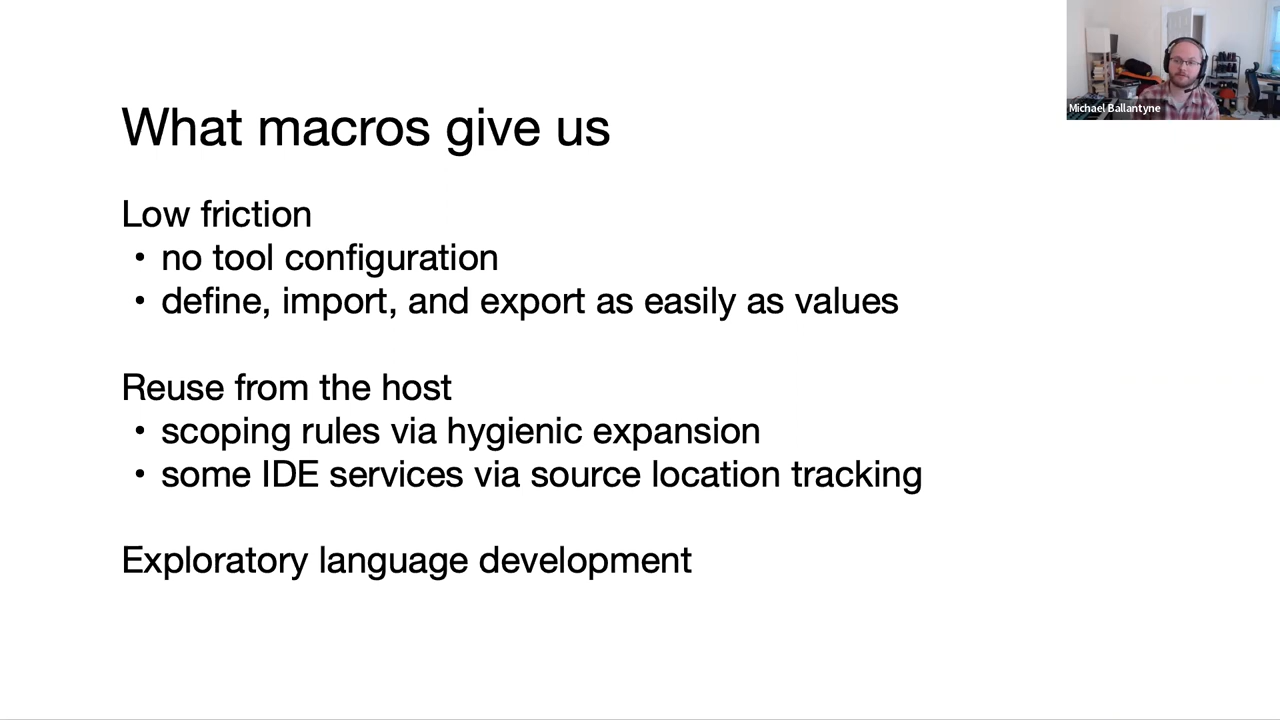 What macros give us
Low friction
• no tool configuration
• define, import, and export as easily as values
Reuse from the host
• scoping rules via hygienic expansion
• some IDE services via source location tracking
Exploratory language development
Michael Ballantyne